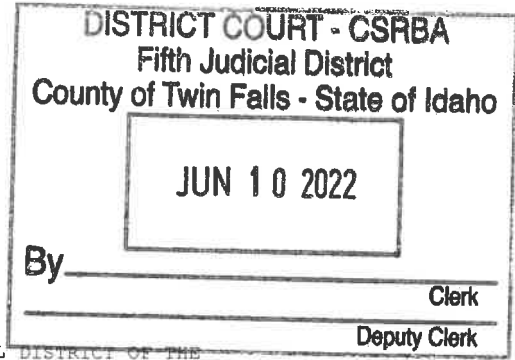 DISTRICT COURT - CSRBA
Fifth Judicial District
County of Twin Falls - State of Idaho
JUN 10 2022
By
Clerk
Deputy Clerk
DISTRICT OF THE